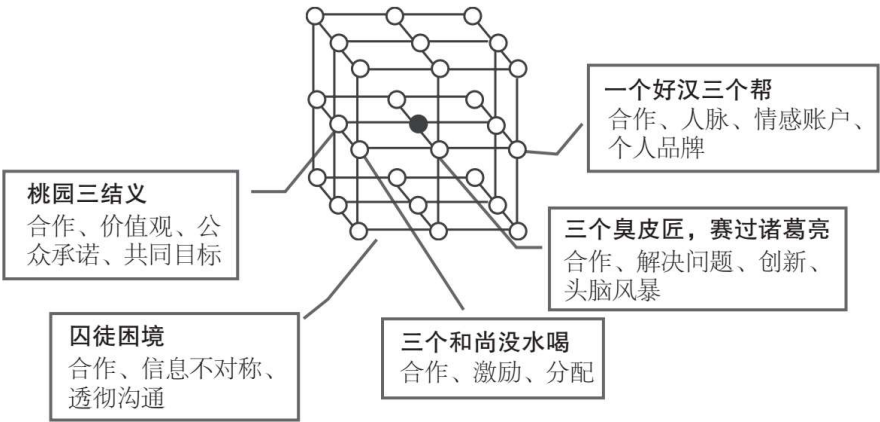 一个好汉三个帮
合作、人脉、情感账户、
个人品牌
桃园三结义
合作、价值观、公
众承诺、共同目标
三个臭皮匠，赛过诸葛亮
合作、解决问题、创新、
头脑风暴
囚徒困境
合作、信息不对称、
透彻沟通
三个和尚没水喝
合作、激励、分配